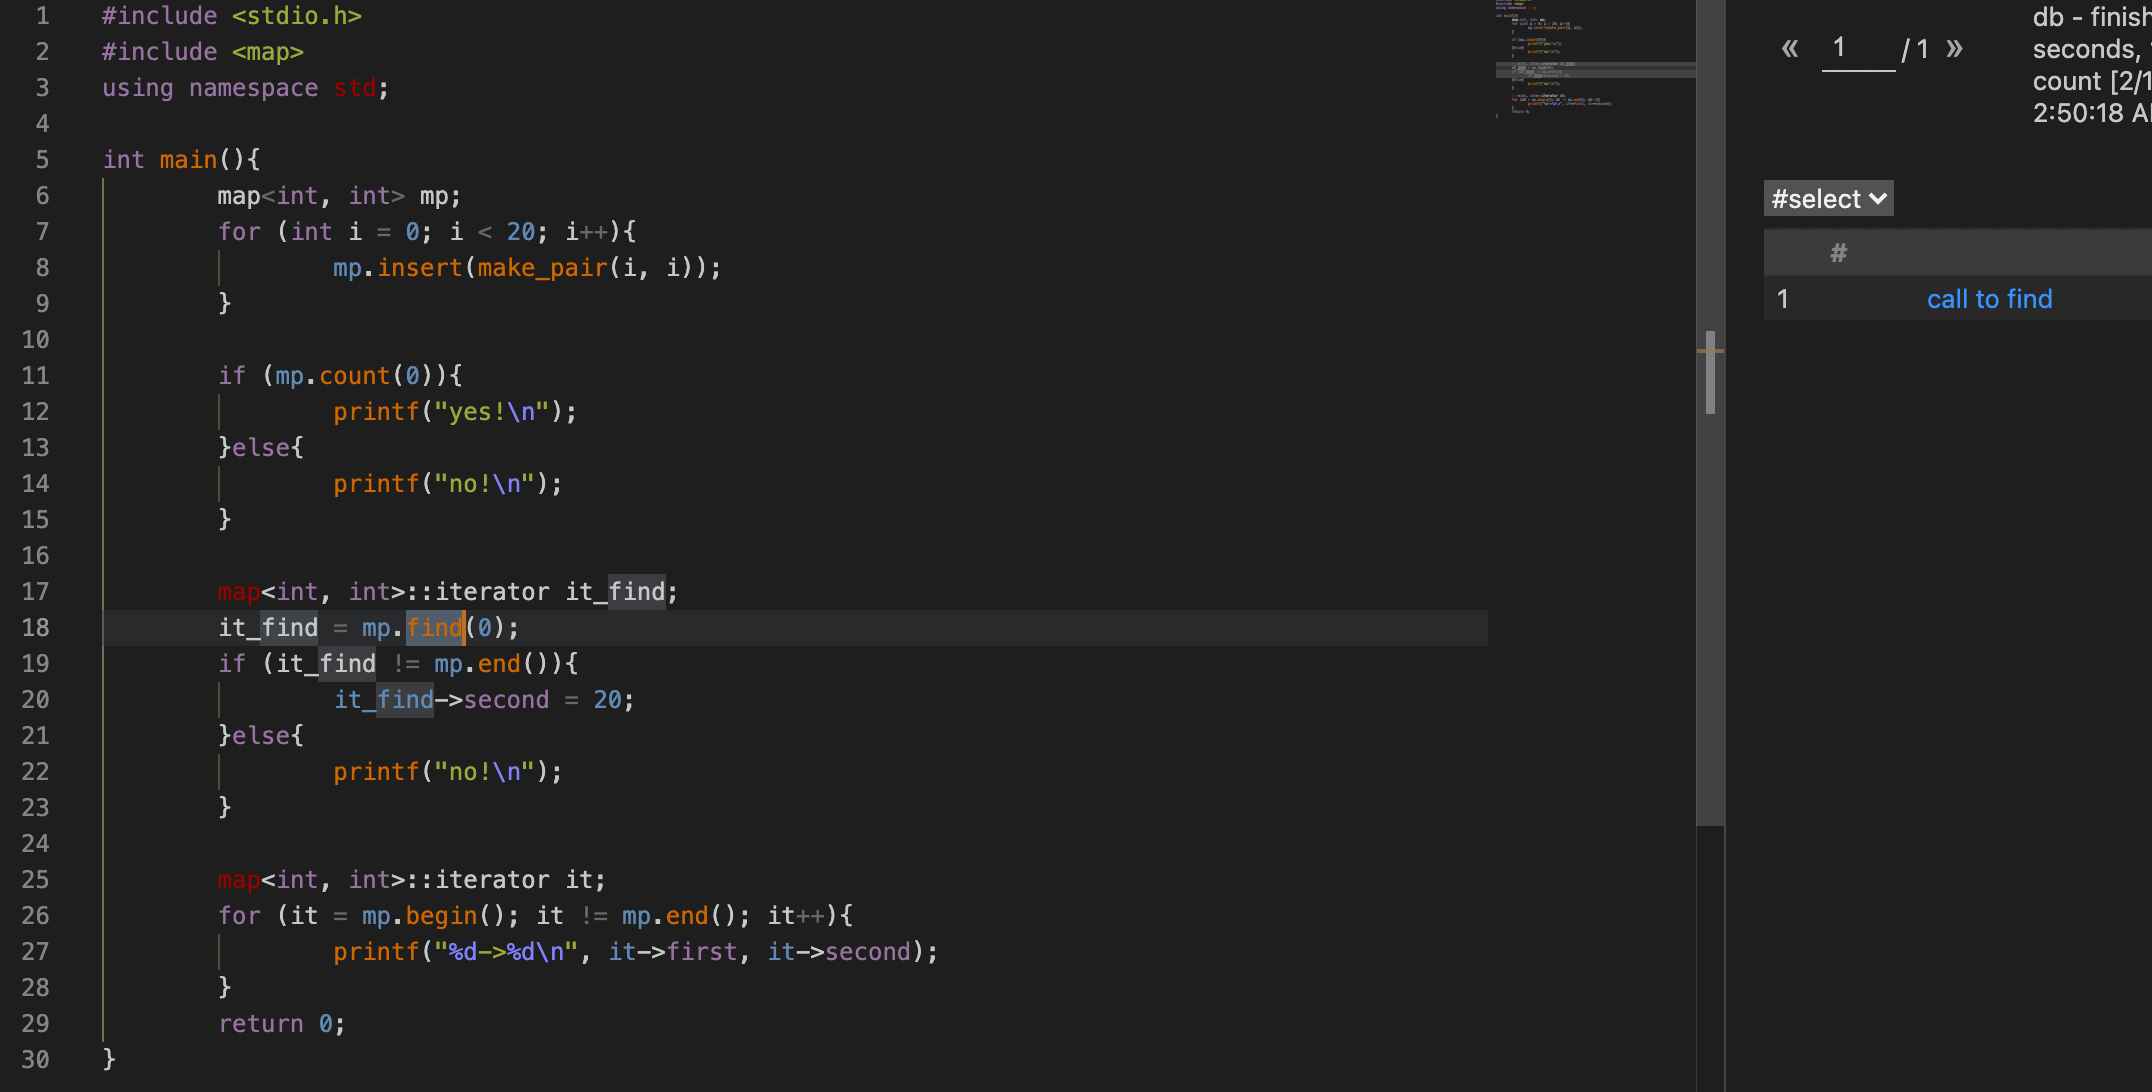 1 #include <stdio.h>
2 #include <map>
3 using namespace std;
4
5 int main(){
6 map<int, int> mp;
7 for (int i = 0; i < 20; i++){
8 mp.insert(make_pair(i, i));
9 }
10
11 if (mp.count(0)){
12 printf("yes!\n");
13 }else{
14 printf("no!\n");
15 }
16
17 map<int, int>::iterator it_find;
18 it_find = mp.find(0);
19 if (it_find != mp.end()){
20 it_find->second = 20;
21 }else{
22 printf("no!\n");
23 }
24
25 map<int, int>::iterator it;
26 for (it = mp.begin(); it != mp.end(); it++){
27 printf("%d->%d\n", it->first, it->second);
28 }
29 return 0;
30 }
« 1 / 1 »
db - finish
seconds,
count [2/1
2:50:18 A
#select
#
1 call to find